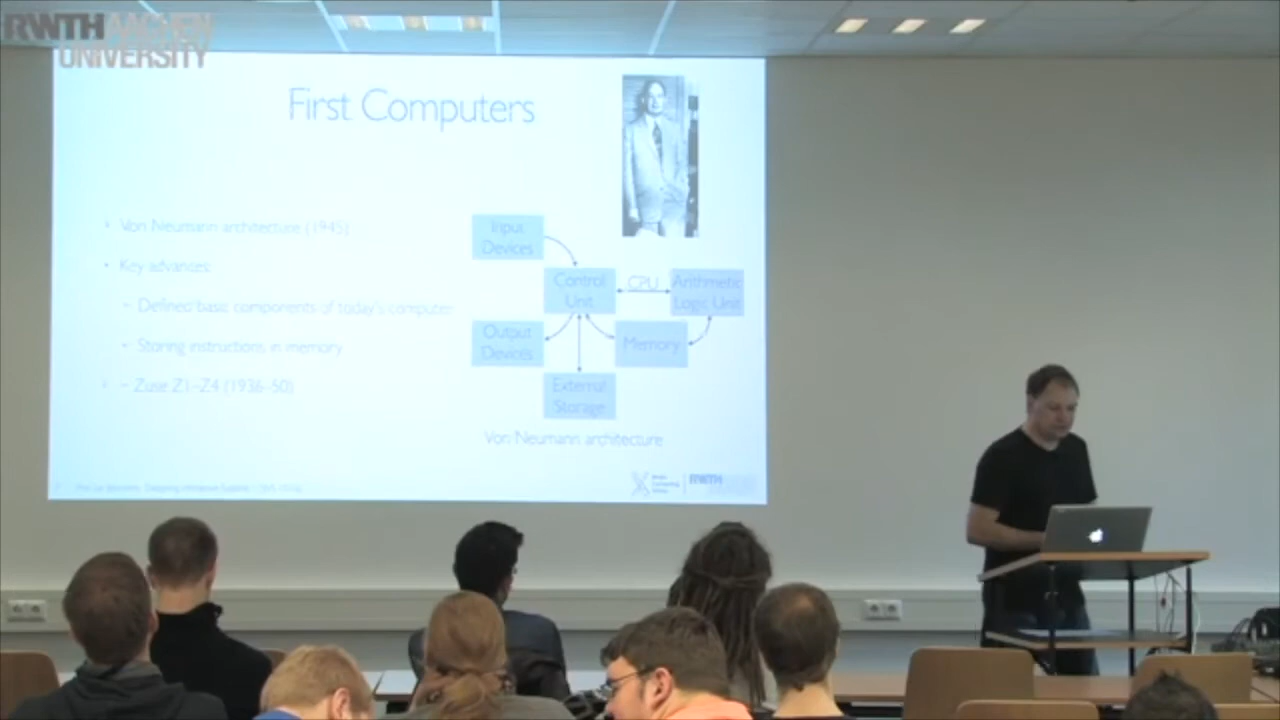 RWTH AACHEN
UNIVERSITY
First Computers
Von Neumann architecture (1945)
Key advances:
– Defined basic components of today's computer
– Storing instructions in memory
– Zuse Z1–Z4 (1936–50)
Input
Devices
Control
Unit
CPU
Arithmetic
Logic Unit
Output
Devices
Memory
External
Storage
Von Neumann architecture
RWTH